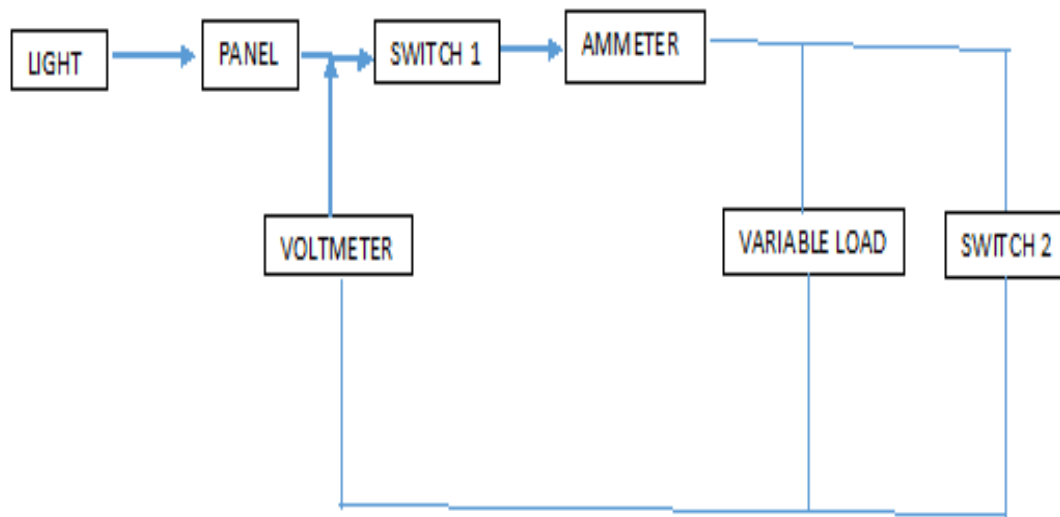 LIGHT
PANEL
SWITCH 1
AMMETER
VOLTMETER
VARIABLE LOAD
SWITCH 2